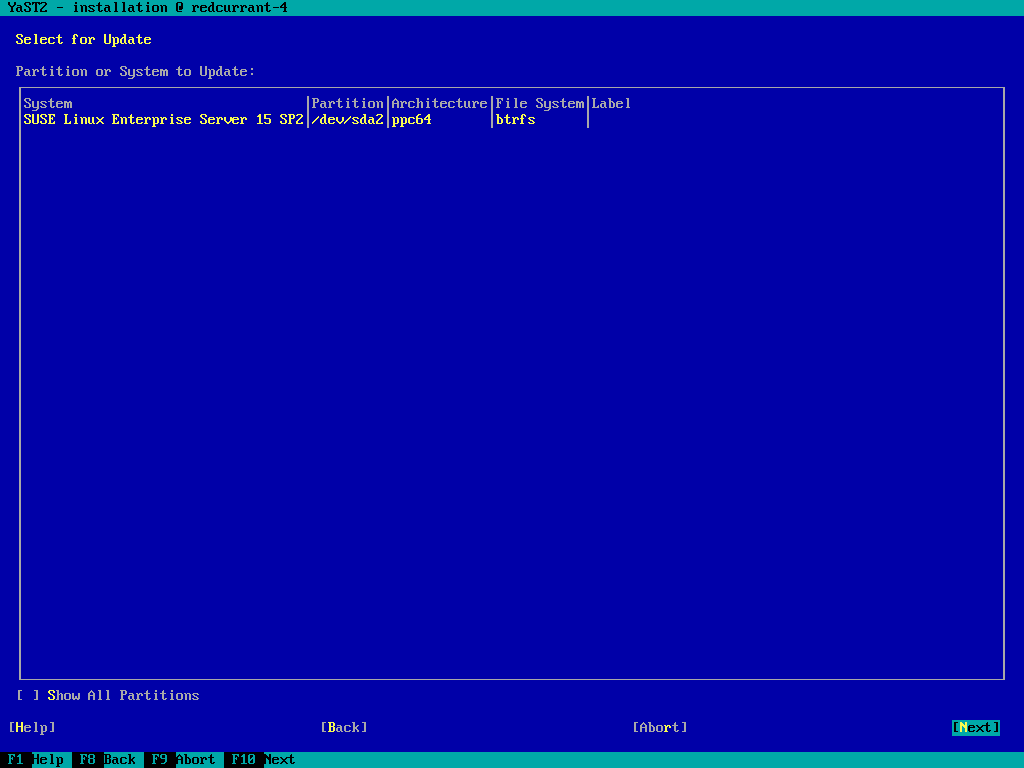 YaST2 - installation @ redcurrant-4
Select for Update
Partition or System to Update:
System |Partition|Architecture|File System|Label
SUSE Linux Enterprise Server 15 SP2|/dev/sda2|ppc64 |btrfs |
[ ] Show All Partitions
[Help] [Back] [Abort] [Next]
F1 Help F8 Back F9 Abort F10 Next